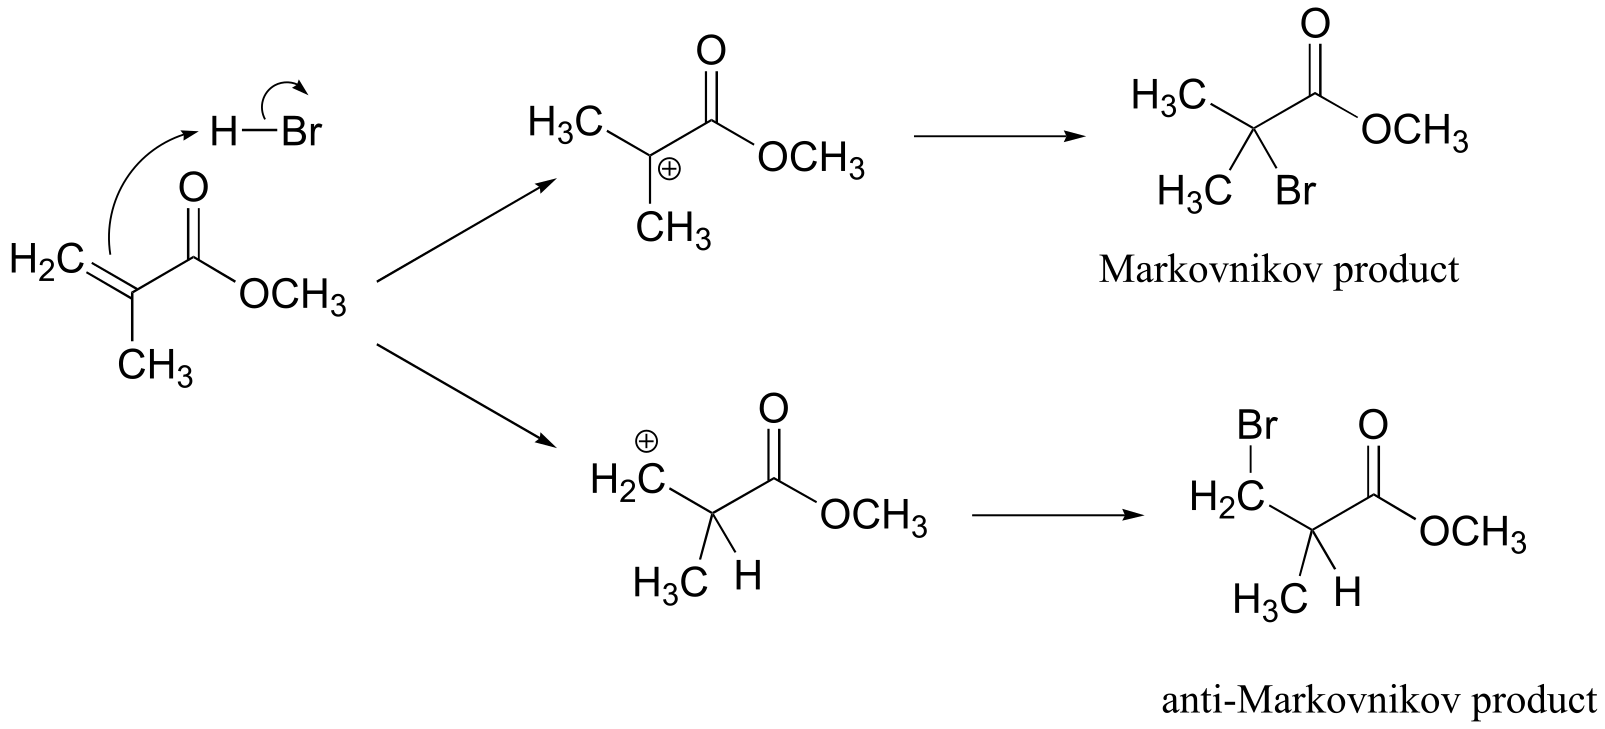 O
O
H3C
H–Br
H3C
OCH3
OCH3
⊕
O
H3C
Br
CH3
H2C
OCH3
Markovnikov product
CH3
O
Br
O
⊕
H2C
H2C
OCH3
OCH3
H3C
H
H3C
H
anti-Markovnikov product